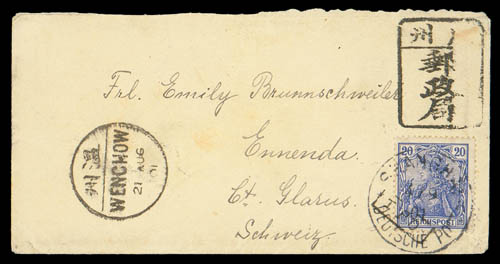 州
郵政局
Frl. Emily Brunnschweiler
Ennenda.
Ct. Glarus.
Schweiz.
溫州
WENCHOW
21 AUG 01
20 20
REICHSPOST
SHANGHAI
DEUTSCHE